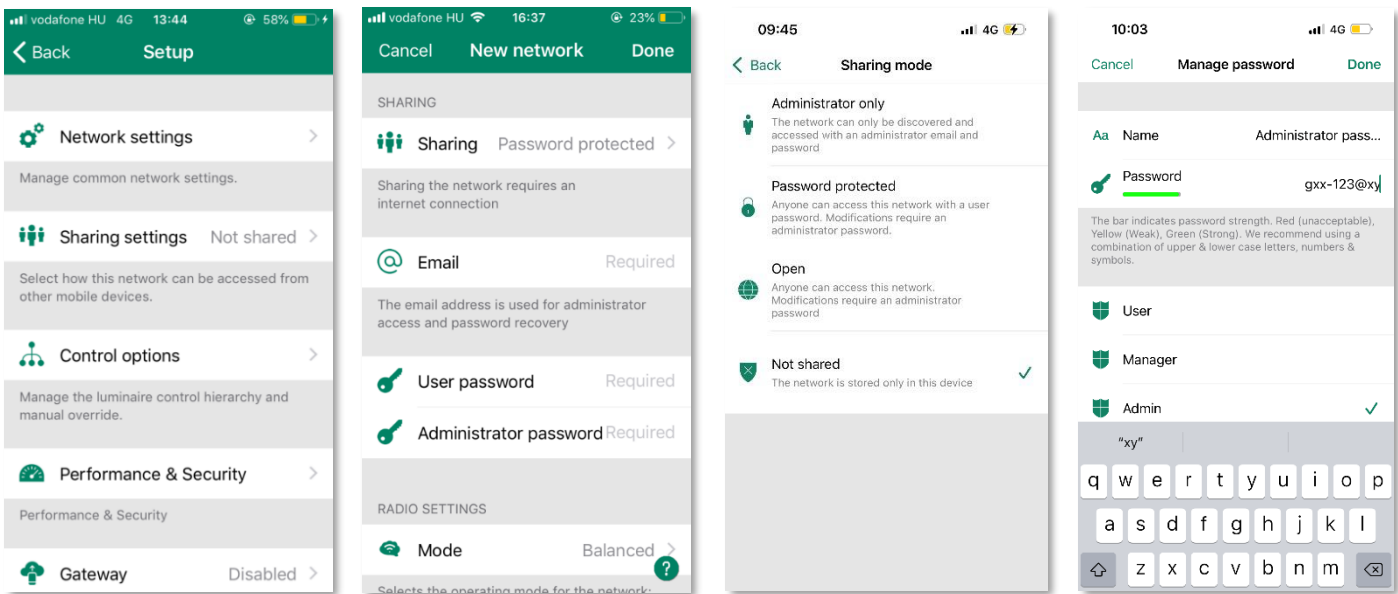 vodafone HU 4G 13:44 58%
Back Setup
Network settings
Manage common network settings.
Sharing settings Not shared
Select how this network can be accessed from
other mobile devices.
Control options
Manage the luminaire control hierarchy and
manual override.
Performance & Security
Performance & Security
Gateway Disabled
vodafone HU 16:37 23%
Cancel New network Done
SHARING
Sharing Password protected
Sharing the network requires an
internet connection
@ Email Required
The email address is used for administrator
access and password recovery
User password Required
Administrator password Required
RADIO SETTINGS
Mode Balanced
?
Selects the operating mode for the network:
09:45 4G
Back Sharing mode
Administrator only
The network can only be discovered and
accessed with an administrator email and
password
Password protected
Anyone can access this network with a user
password. Modifications require an
administrator password.
Open
Anyone can access this network.
Modifications require an administrator
password
Not shared
The network is stored only in this device
10:03 4G
Cancel Manage password Done
Aa Name Administrator pass...
Password gxx-123@xy
The bar indicates password strength. Red (unacceptable),
Yellow (Weak), Green (Strong). We recommend using a
combination of upper & lower case letters, numbers &
symbols.
User
Manager
Admin
"xy"
q w e r t y u i o p
a s d f g h j k l
z x c v b n m